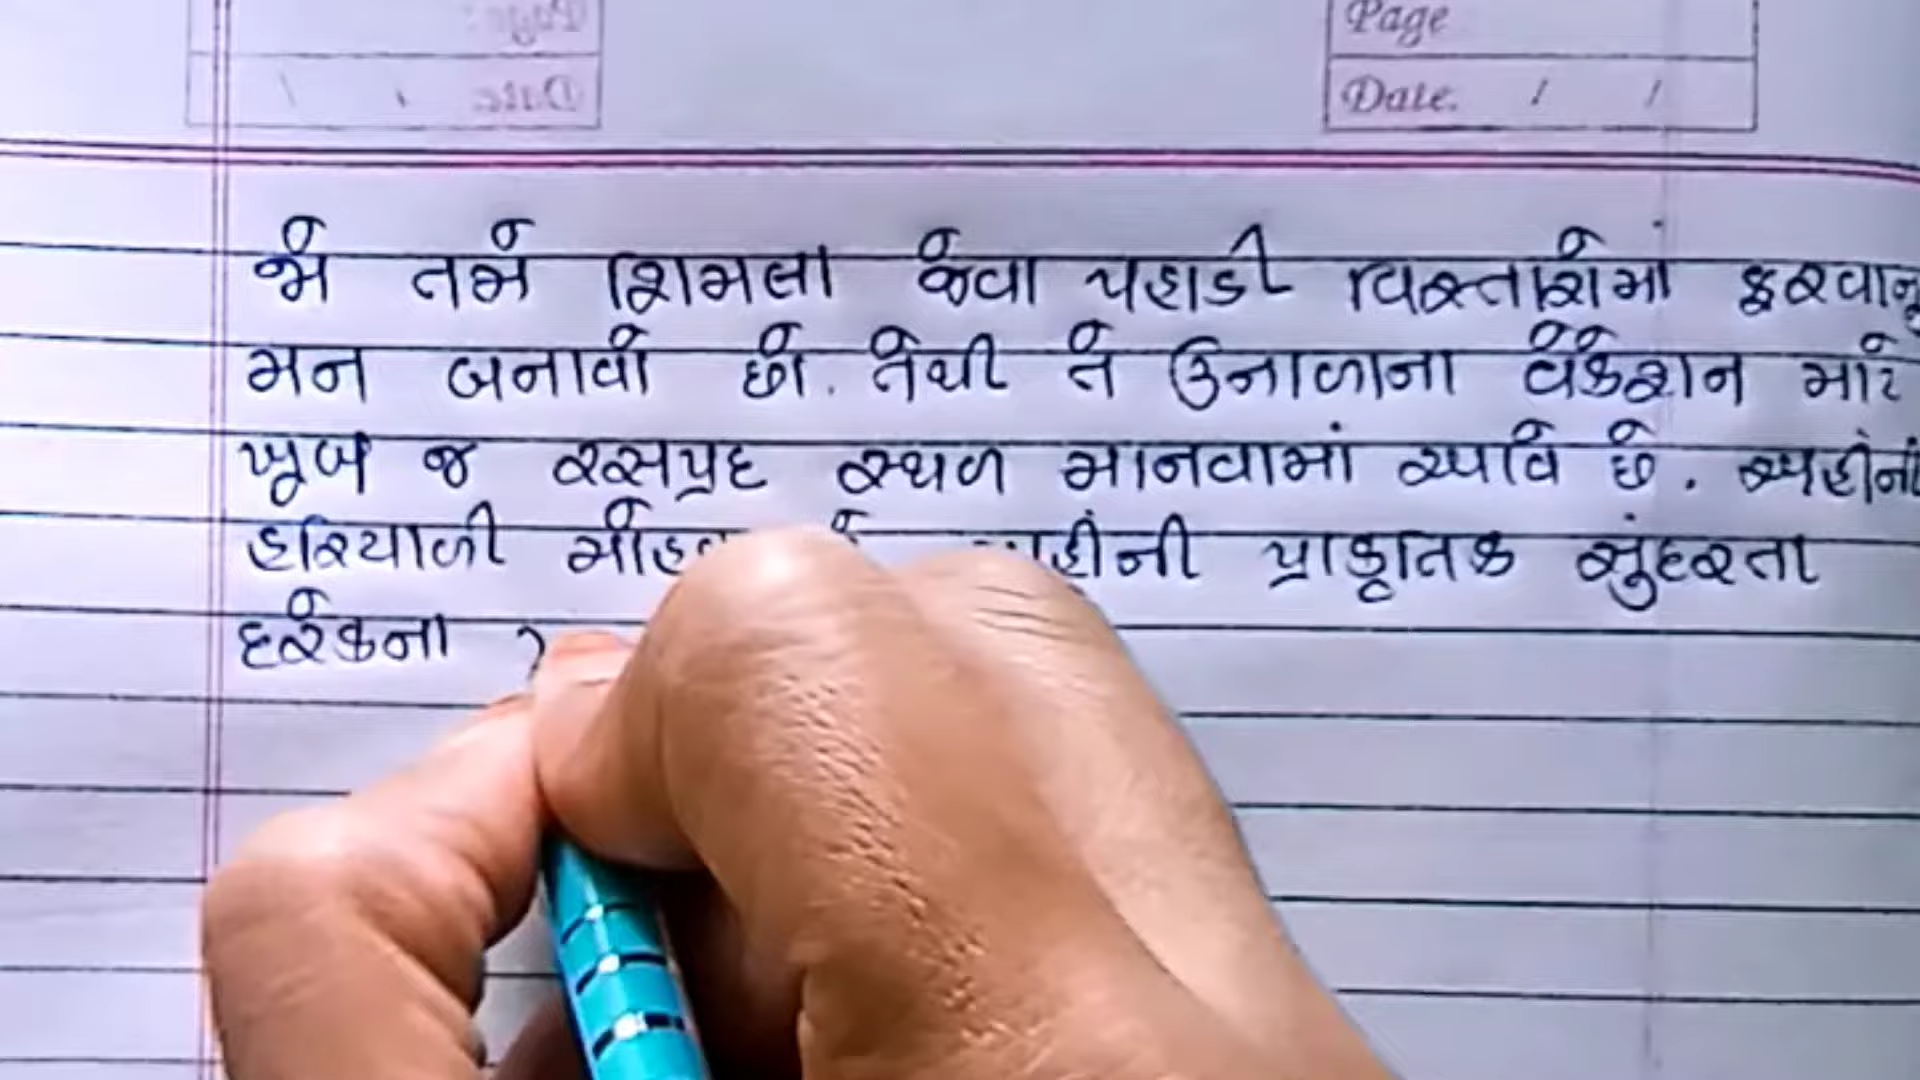 Page
Date. / /
જો તમે શિમલા જેવા પહાડી વિસ્તારોમાં ફરવાનુ
મન બનાવો છો. તેથી તે ઉનાળાના વેકેશન માટે
ખૂબ જ રસપ્રદ સ્થળ માનવામાં આવે છે. અહીંની
હરિયાળી પ્રાકૃતિક સુંદરતા
દરેકના